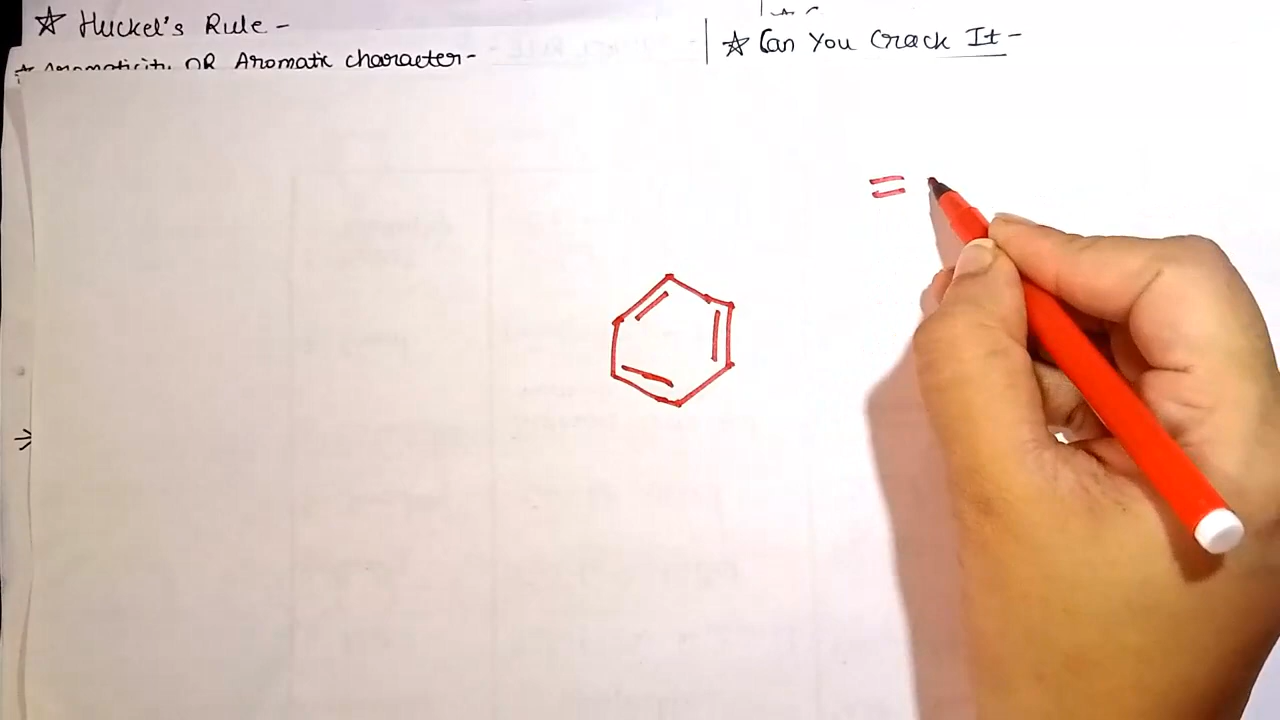 ☆ Huckel's Rule -
OR Aromatic character -
☆ Can You Crack It -
=